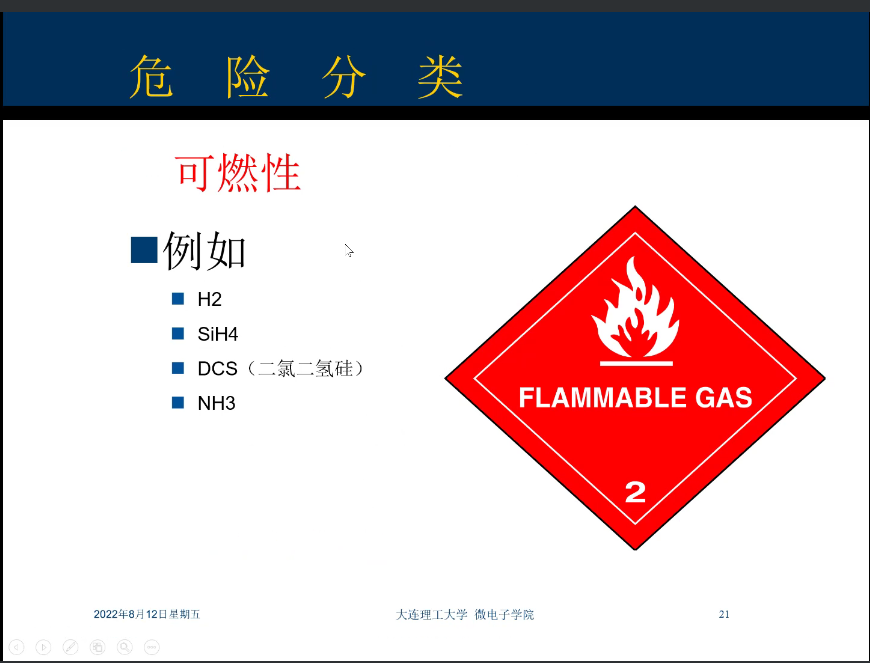 危 险 分 类
可燃性
例如
H2
SiH4
DCS（二氯二氢硅）
NH3
FLAMMABLE GAS
2
2022年8月12日星期五
大连理工大学 微电子学院
21